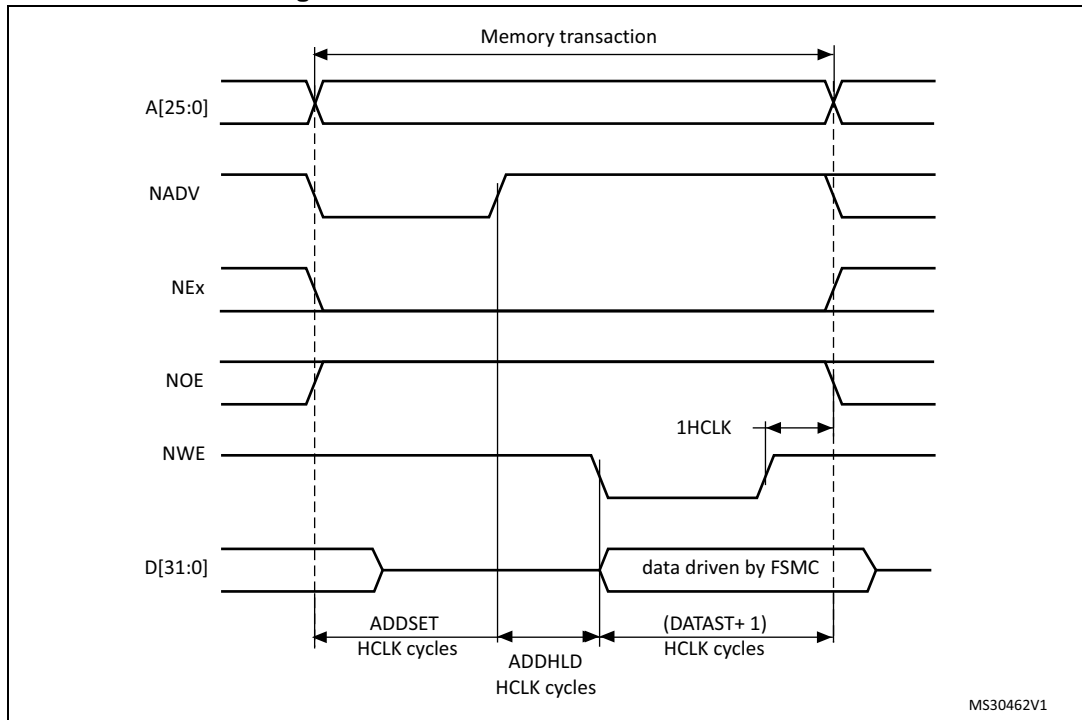 Memory transaction
A[25:0]
NADV
NEx
NOE
1HCLK
NWE
D[31:0]
data driven by FSMC
ADDSET
HCLK cycles
ADDHLD
HCLK cycles
(DATAST+ 1)
HCLK cycles
MS30462V1